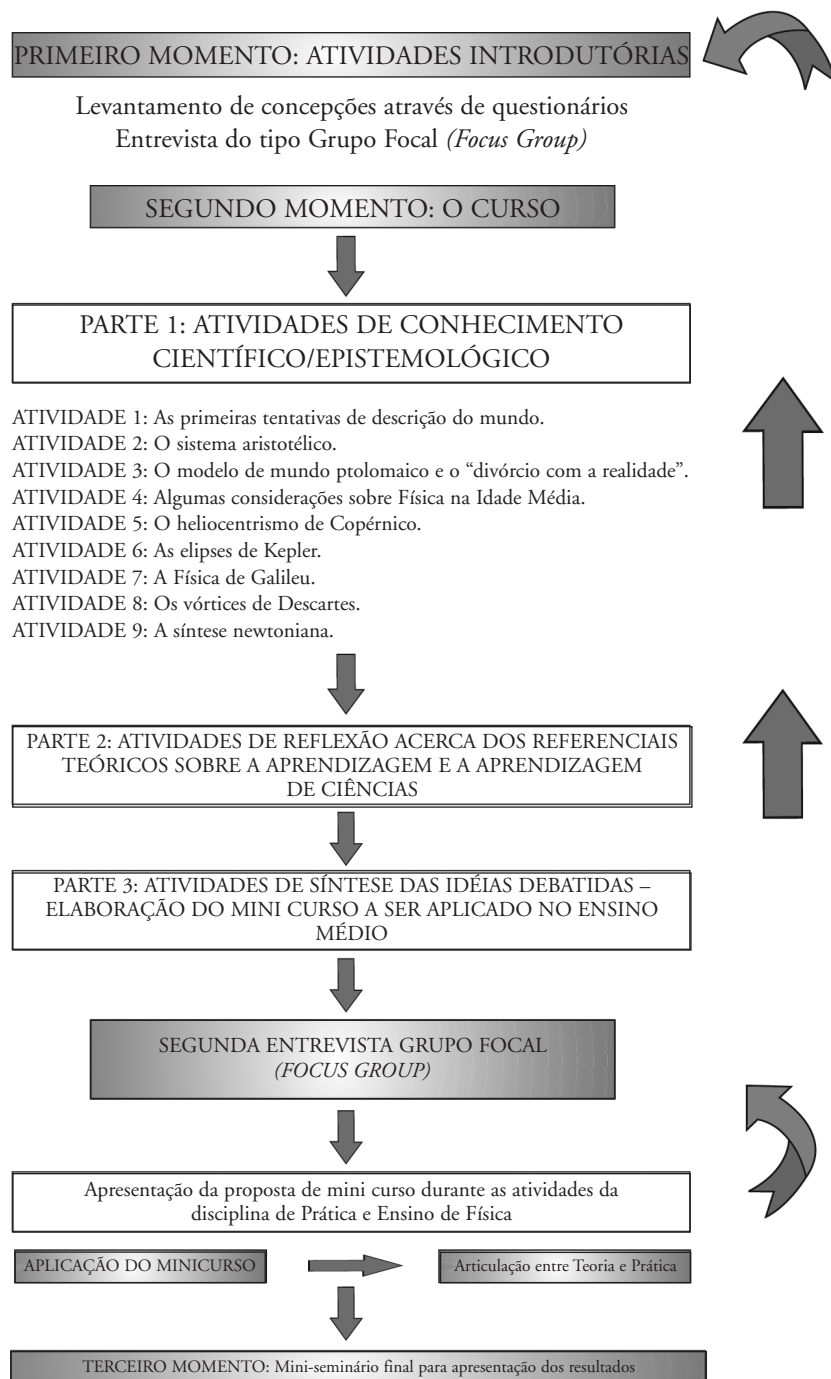 PRIMEIRO MOMENTO: ATIVIDADES INTRODUTÓRIAS
Levantamento de concepções através de questionários
Entrevista do tipo Grupo Focal (Focus Group)
SEGUNDO MOMENTO: O CURSO
PARTE 1: ATIVIDADES DE CONHECIMENTO
CIENTÍFICO/EPISTEMOLÓGICO
ATIVIDADE 1: As primeiras tentativas de descrição do mundo.
ATIVIDADE 2: O sistema aristotélico.
ATIVIDADE 3: O modelo de mundo ptolomaico e o “divórcio com a realidade”.
ATIVIDADE 4: Algumas considerações sobre Física na Idade Média.
ATIVIDADE 5: O heliocentrismo de Copérnico.
ATIVIDADE 6: As elipses de Kepler.
ATIVIDADE 7: A Física de Galileu.
ATIVIDADE 8: Os vórtices de Descartes.
ATIVIDADE 9: A síntese newtoniana.
PARTE 2: ATIVIDADES DE REFLEXÃO ACERCA DOS REFERENCIAIS
TEÓRICOS SOBRE A APRENDIZAGEM E A APRENDIZAGEM
DE CIÊNCIAS
PARTE 3: ATIVIDADES DE SÍNTESE DAS IDÉIAS DEBATIDAS –
ELABORAÇÃO DO MINI CURSO A SER APLICADO NO ENSINO
MÉDIO
SEGUNDA ENTREVISTA GRUPO FOCAL
(FOCUS GROUP)
Apresentação da proposta de mini curso durante as atividades da
disciplina de Prática e Ensino de Física
APLICAÇÃO DO MINICURSO
Articulação entre Teoria e Prática
TERCEIRO MOMENTO: Mini-seminário final para apresentação dos resultados